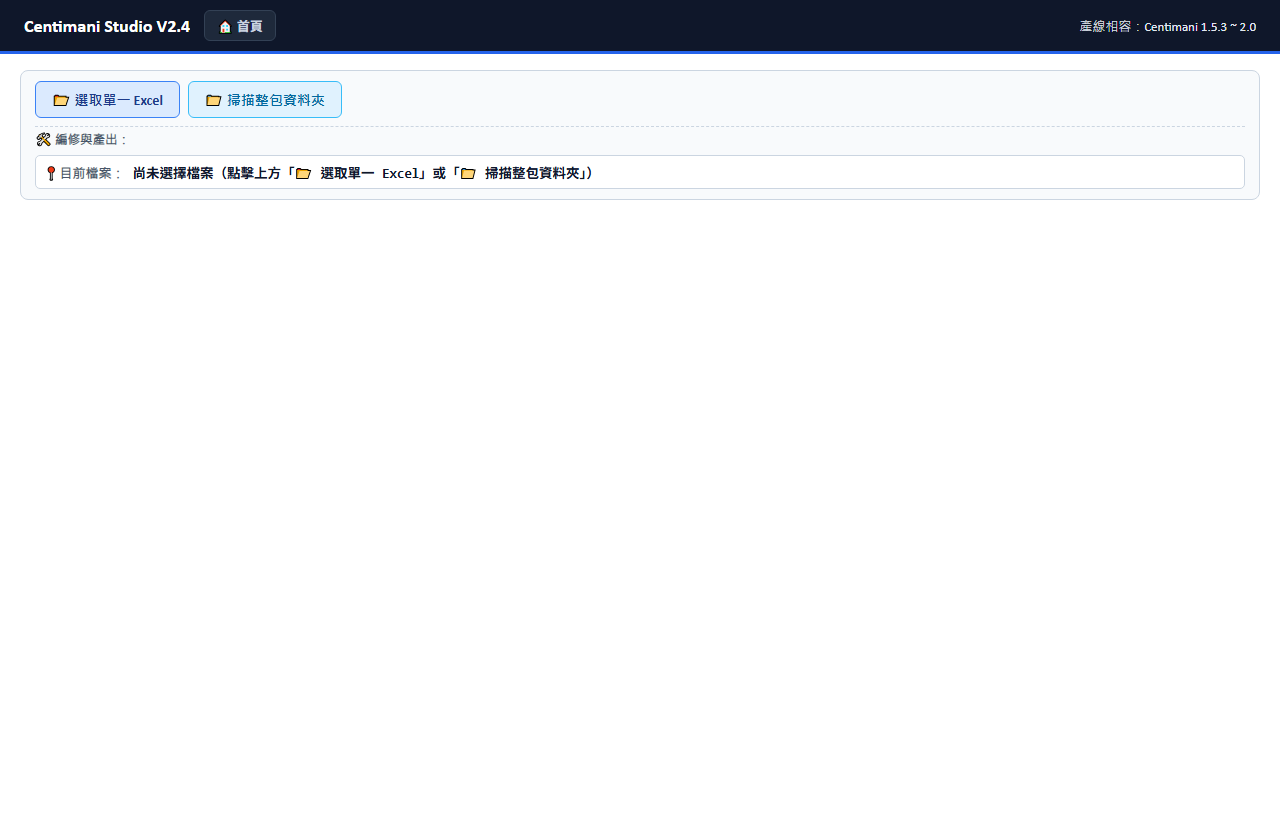 Centimani Studio V2.4
🏠 首頁
產線相容：Centimani 1.5.3 ~ 2.0
📂 選取單一 Excel
📂 掃描整包資料夾
🛠 編修與產出：
📍 目前檔案： 尚未選擇檔案（點擊上方「📂 選取單一 Excel」或「📂 掃描整包資料夾」）